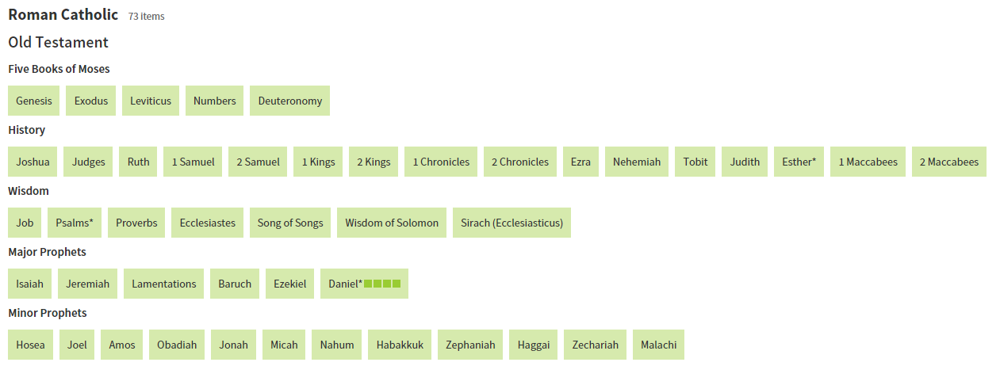 Roman Catholic 73 items
Old Testament
Five Books of Moses
Genesis Exodus Leviticus Numbers Deuteronomy
History
Joshua Judges Ruth 1 Samuel 2 Samuel 1 Kings 2 Kings 1 Chronicles 2 Chronicles Ezra Nehemiah Tobit Judith Esther* 1 Maccabees 2 Maccabees
Wisdom
Job Psalms* Proverbs Ecclesiastes Song of Songs Wisdom of Solomon Sirach (Ecclesiasticus)
Major Prophets
Isaiah Jeremiah Lamentations Baruch Ezekiel Daniel*
Minor Prophets
Hosea Joel Amos Obadiah Jonah Micah Nahum Habakkuk Zephaniah Haggai Zechariah Malachi